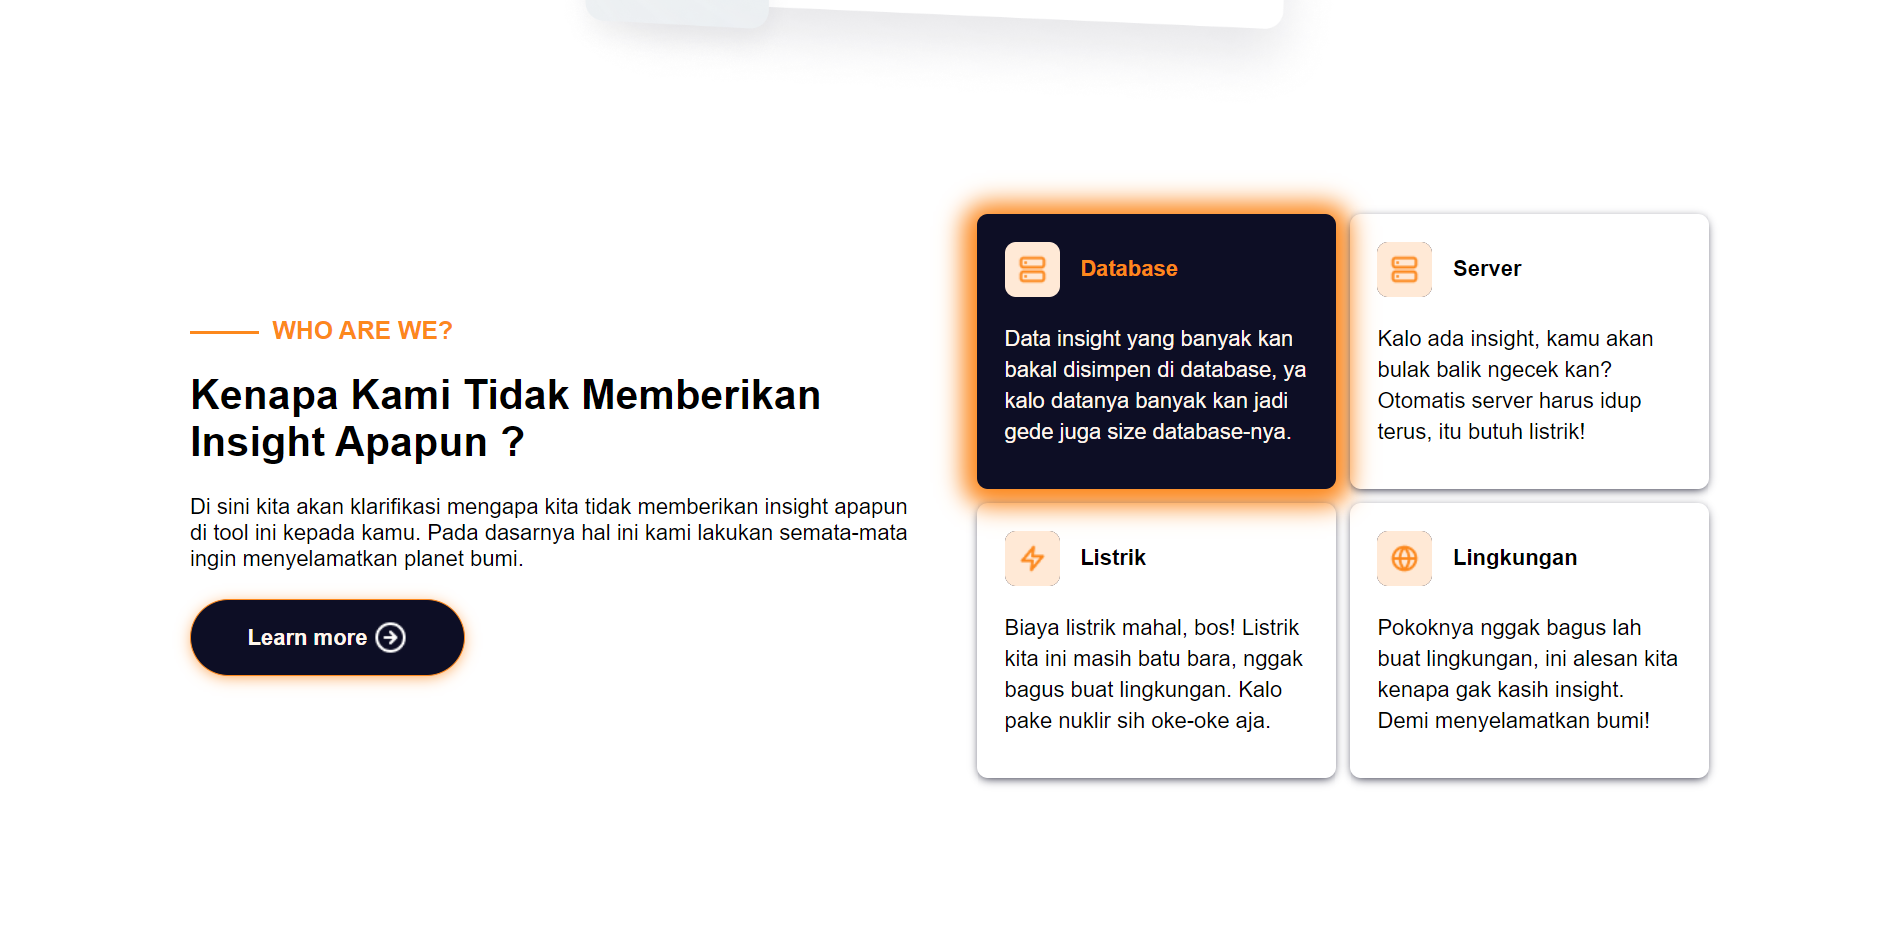 WHO ARE WE?
Kenapa Kami Tidak Memberikan
Insight Apapun ?
Di sini kita akan klarifikasi mengapa kita tidak memberikan insight apapun
di tool ini kepada kamu. Pada dasarnya hal ini kami lakukan semata-mata
ingin menyelamatkan planet bumi.
Learn more
Database
Data insight yang banyak kan
bakal disimpen di database, ya
kalo datanya banyak kan jadi
gede juga size database-nya.
Server
Kalo ada insight, kamu akan
bulak balik ngecek kan?
Otomatis server harus idup
terus, itu butuh listrik!
Listrik
Biaya listrik mahal, bos! Listrik
kita ini masih batu bara, nggak
bagus buat lingkungan. Kalo
pake nuklir sih oke-oke aja.
Lingkungan
Pokoknya nggak bagus lah
buat lingkungan, ini alesan kita
kenapa gak kasih insight.
Demi menyelamatkan bumi!